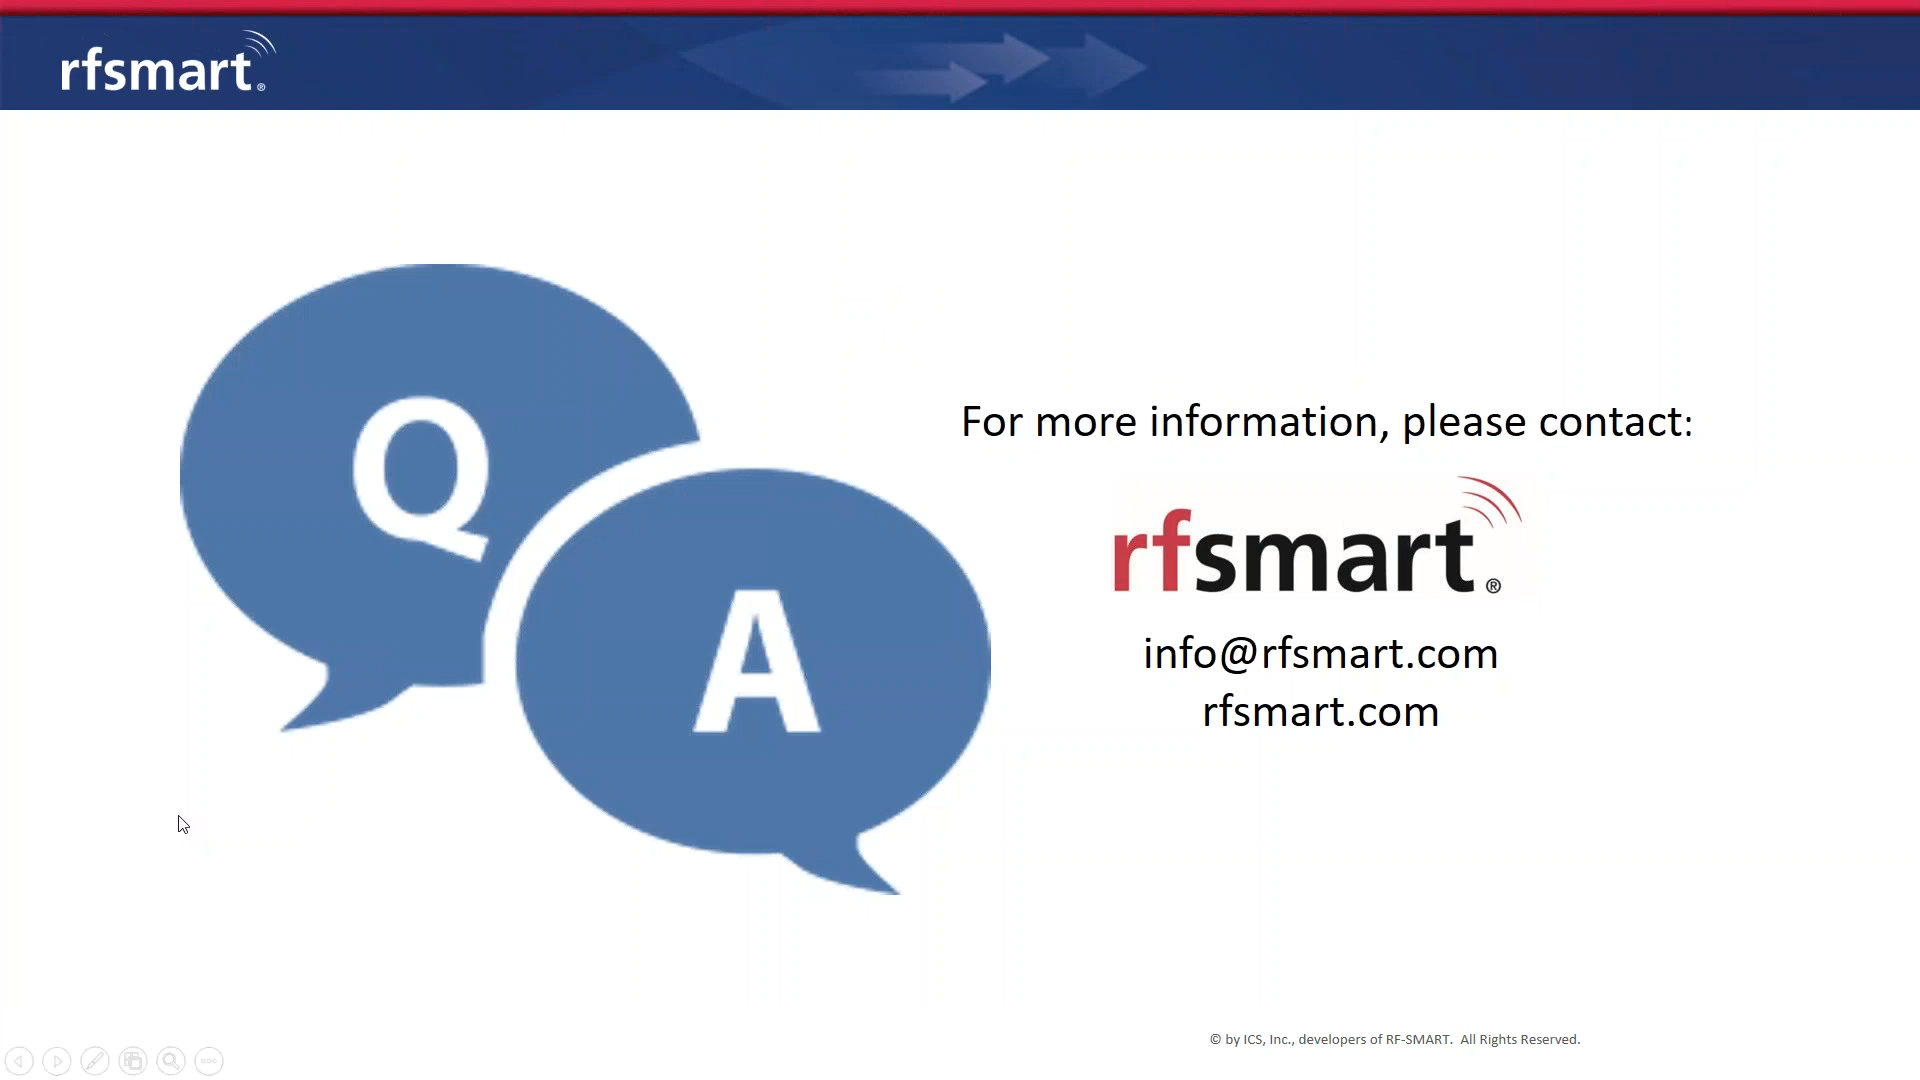 rfsmart®
Q
A
For more information, please contact:
rfsmart®
info@rfsmart.com
rfsmart.com
© by ICS, Inc., developers of RF-SMART. All Rights Reserved.